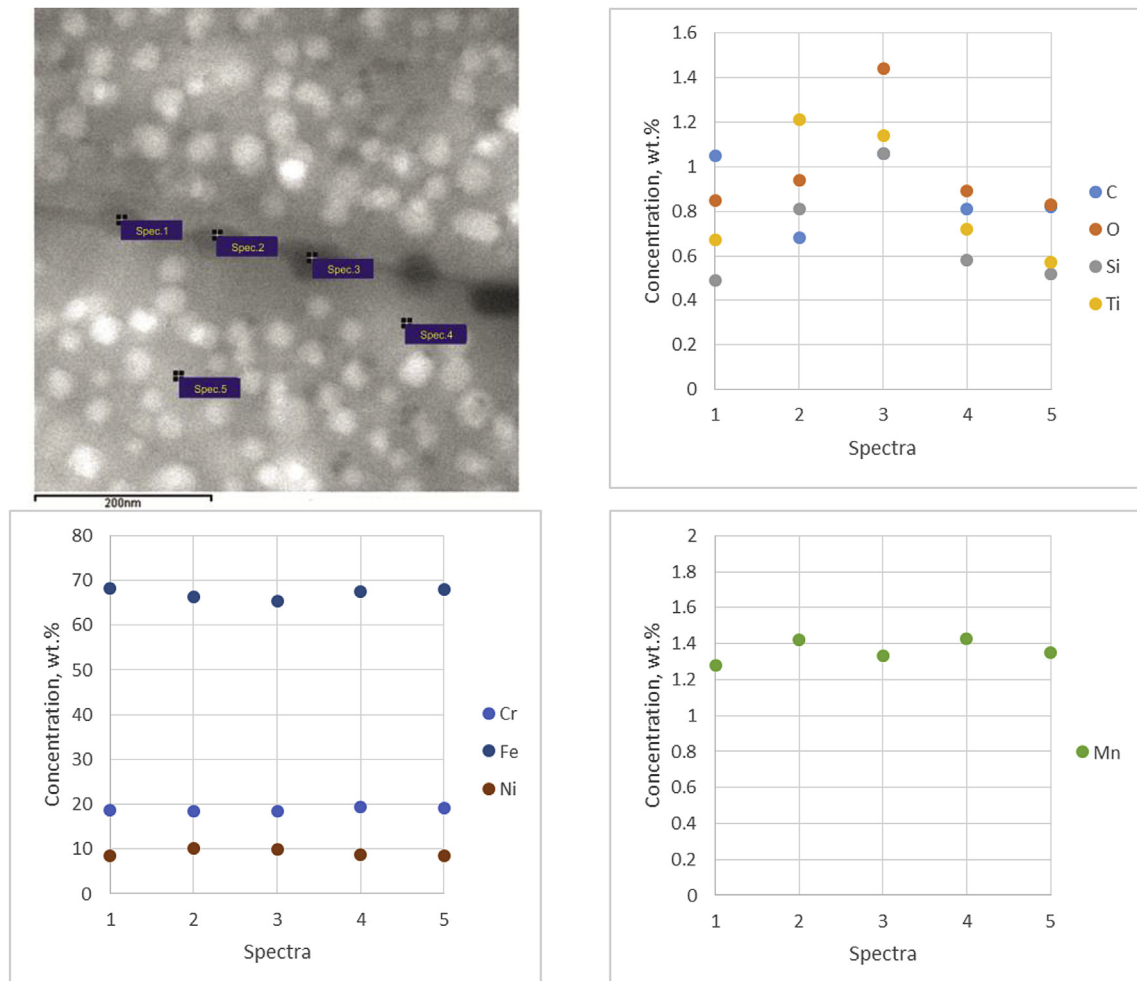 Spec.1
Spec.2
Spec.3
Spec.4
Spec.5
200nm
1.6
1.4
1.2
1
0.8
0.6
0.4
0.2
0
Concentration, wt.%
1 2 3 4 5
Spectra
C
O
Si
Ti
80
70
60
50
40
30
20
10
0
Concentration, wt.%
1 2 3 4 5
Spectra
Cr
Fe
Ni
2
1.8
1.6
1.4
1.2
1
0.8
0.6
0.4
0.2
0
Concentration, wt.%
1 2 3 4 5
Spectra
Mn